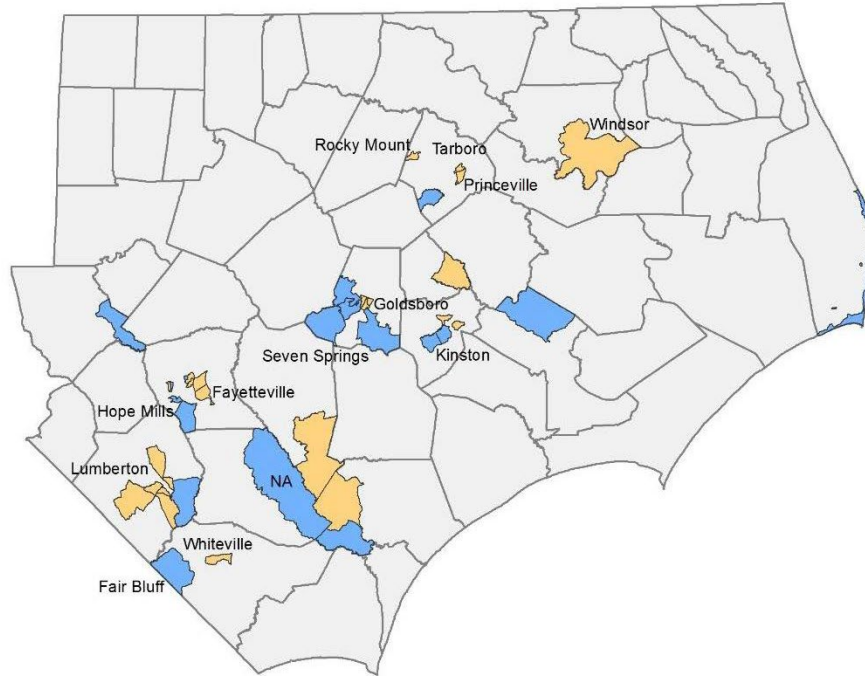 Windsor
Rocky Mount
Tarboro
Princeville
Goldsboro
Seven Springs
Kinston
Fayetteville
Hope Mills
Lumberton
NA
Whiteville
Fair Bluff